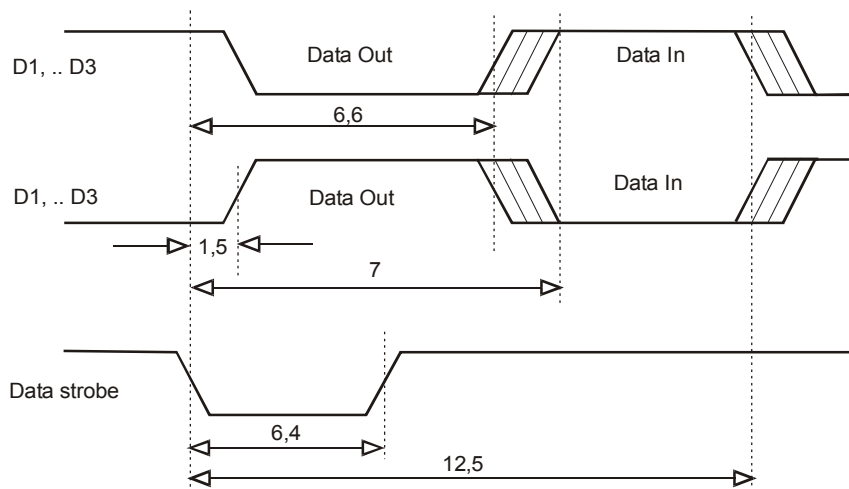 Data Out
Data In
D1, .. D3
6,6
D1, .. D3
Data Out
Data In
1,5
7
Data strobe
6,4
12,5